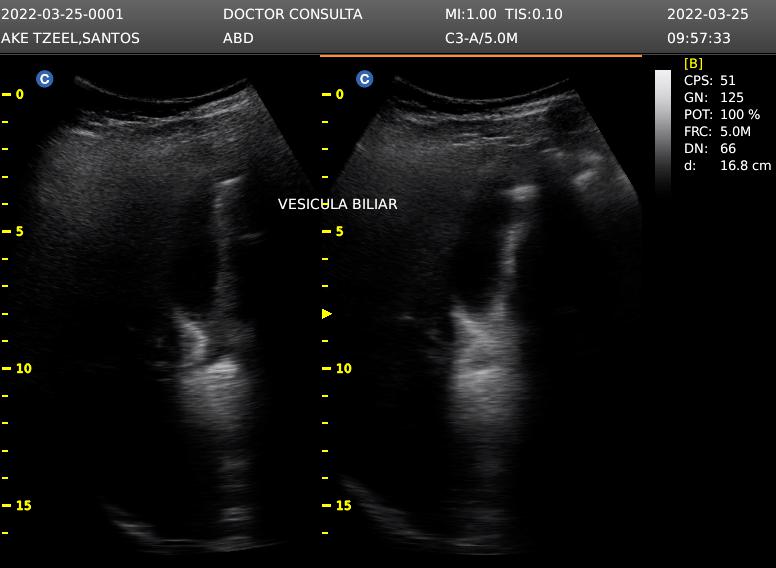 2022-03-25-0001 DOCTOR CONSULTA MI:1.00 TIS:0.10 2022-03-25
AKE TZEEL,SANTOS ABD C3-A/5.0M 09:57:33
[B]
CPS: 51
GN: 125
POT: 100 %
FRC: 5.0M
DN: 66
d: 16.8 cm
C C
0 0
VESICULA BILIAR
5 5
10 10
15 15